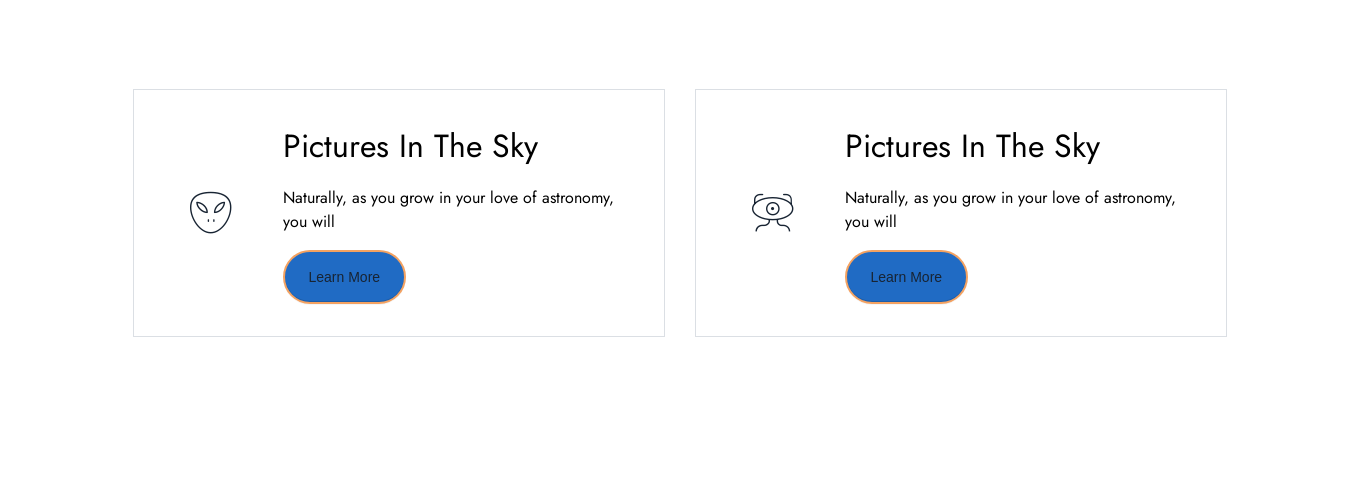 Pictures In The Sky
Naturally, as you grow in your love of astronomy,
you will
Learn More
Pictures In The Sky
Naturally, as you grow in your love of astronomy,
you will
Learn More